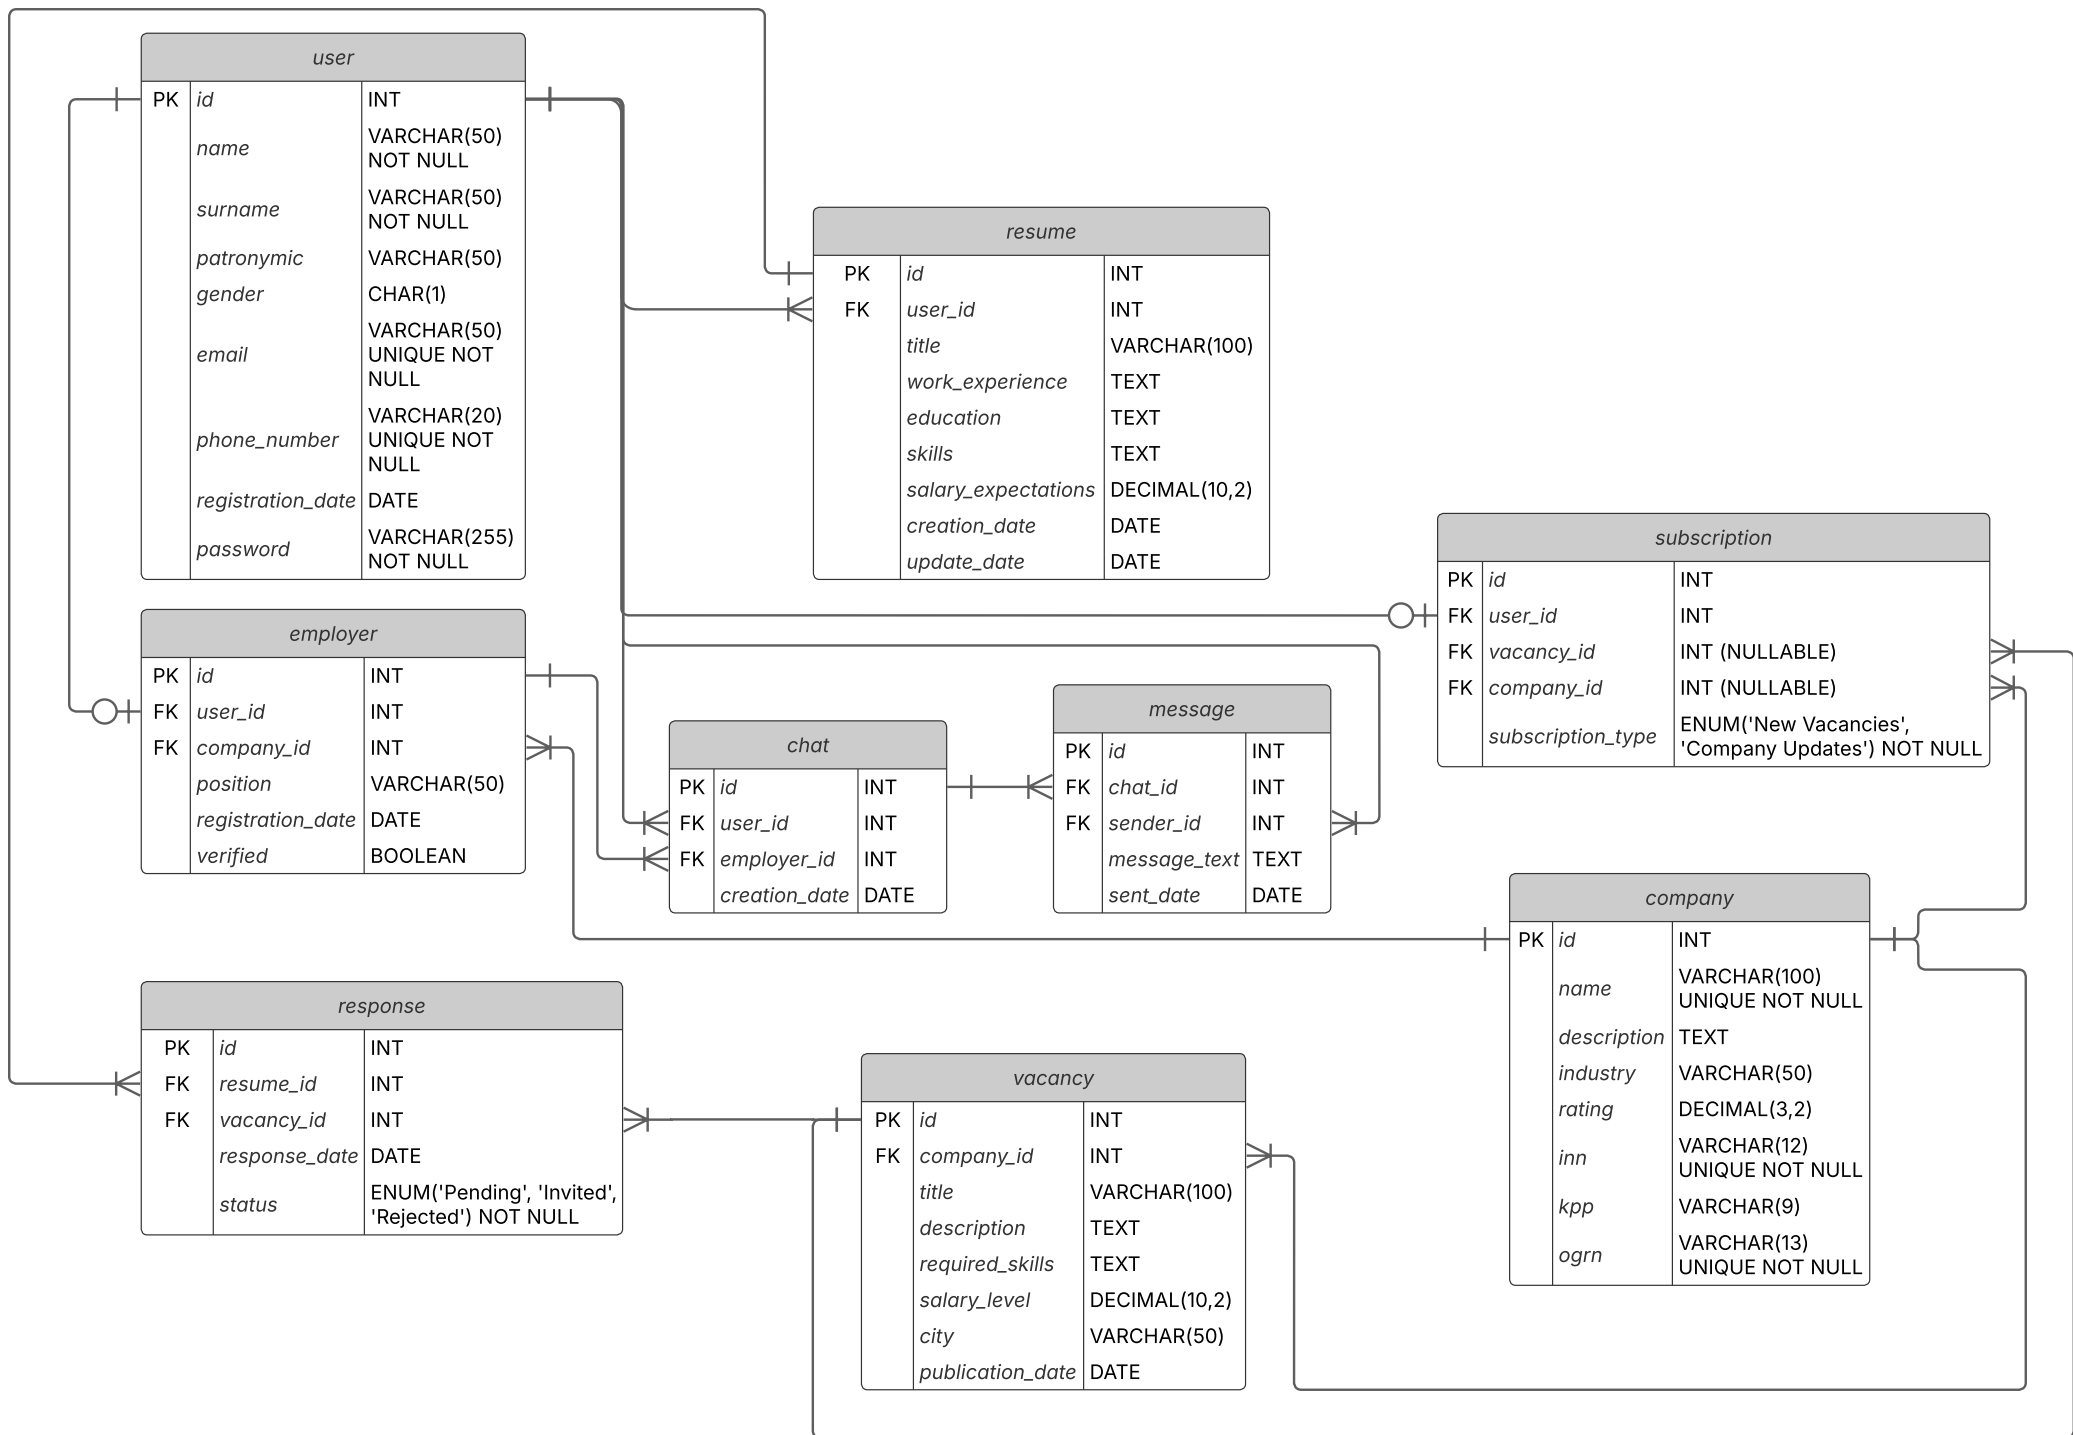 user
PK id INT
name VARCHAR(50)
NOT NULL
surname VARCHAR(50)
NOT NULL
patronymic VARCHAR(50)
gender CHAR(1)
email VARCHAR(50)
UNIQUE NOT
NULL
phone_number VARCHAR(20)
UNIQUE NOT
NULL
registration_date DATE
password VARCHAR(255)
NOT NULL
resume
PK id INT
FK user_id INT
title VARCHAR(100)
work_experience TEXT
education TEXT
skills TEXT
salary_expectations DECIMAL(10,2)
creation_date DATE
update_date DATE
subscription
PK id INT
FK user_id INT
FK vacancy_id INT (NULLABLE)
FK company_id INT (NULLABLE)
subscription_type ENUM('New Vacancies',
'Company Updates') NOT NULL
employer
PK id INT
FK user_id INT
FK company_id INT
position VARCHAR(50)
registration_date DATE
verified BOOLEAN
chat
PK id INT
FK user_id INT
FK employer_id INT
creation_date DATE
message
PK id INT
FK chat_id INT
FK sender_id INT
message_text TEXT
sent_date DATE
company
PK id INT
name VARCHAR(100)
UNIQUE NOT NULL
description TEXT
industry VARCHAR(50)
rating DECIMAL(3,2)
inn VARCHAR(12)
UNIQUE NOT NULL
kpp VARCHAR(9)
ogrn VARCHAR(13)
UNIQUE NOT NULL
response
PK id INT
FK resume_id INT
FK vacancy_id INT
response_date DATE
status ENUM('Pending', 'Invited',
'Rejected') NOT NULL
vacancy
PK id INT
FK company_id INT
title VARCHAR(100)
description TEXT
required_skills TEXT
salary_level DECIMAL(10,2)
city VARCHAR(50)
publication_date DATE